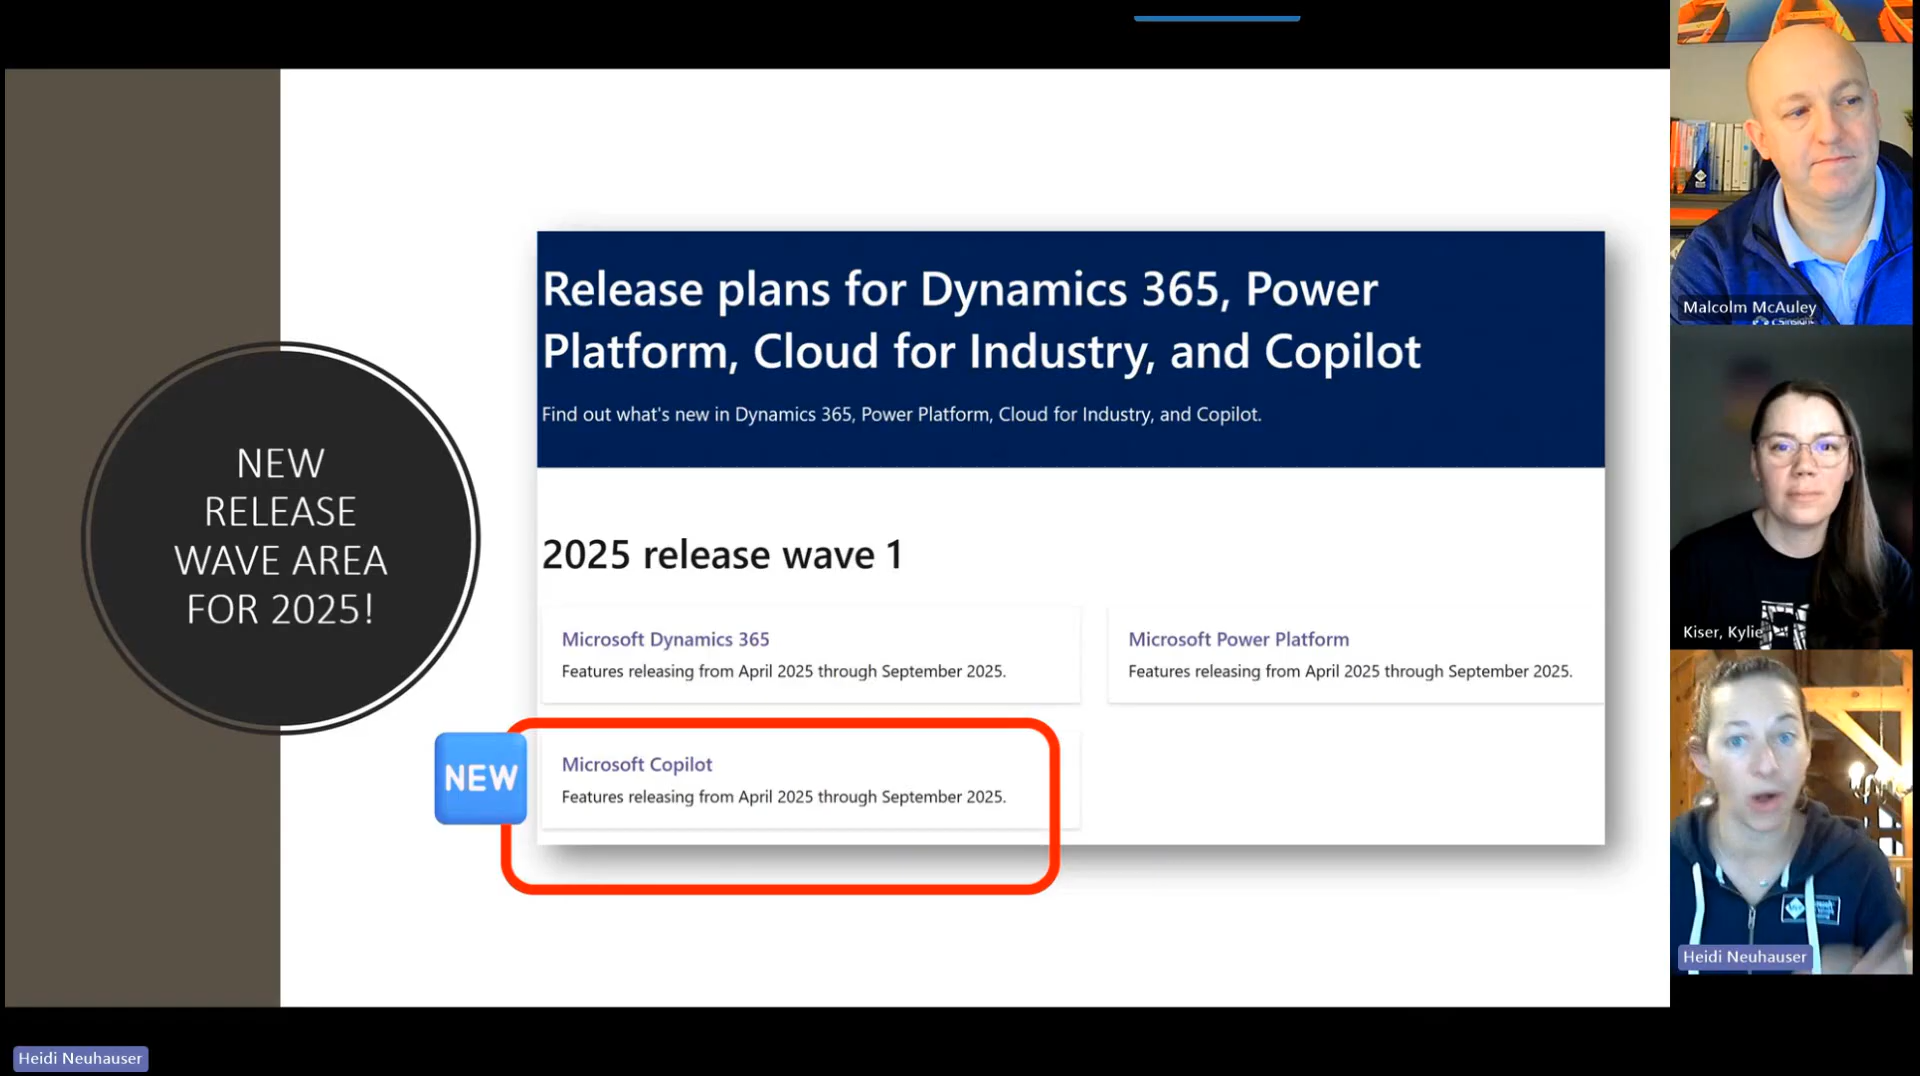 NEW
RELEASE
WAVE AREA
FOR 2025!
Release plans for Dynamics 365, Power
Platform, Cloud for Industry, and Copilot
Find out what's new in Dynamics 365, Power Platform, Cloud for Industry, and Copilot.
2025 release wave 1
Microsoft Dynamics 365
Features releasing from April 2025 through September 2025.
Microsoft Power Platform
Features releasing from April 2025 through September 2025.
NEW
Microsoft Copilot
Features releasing from April 2025 through September 2025.
Malcolm McAuley
Kiser, Kylie
Heidi Neuhauser
Heidi Neuhauser